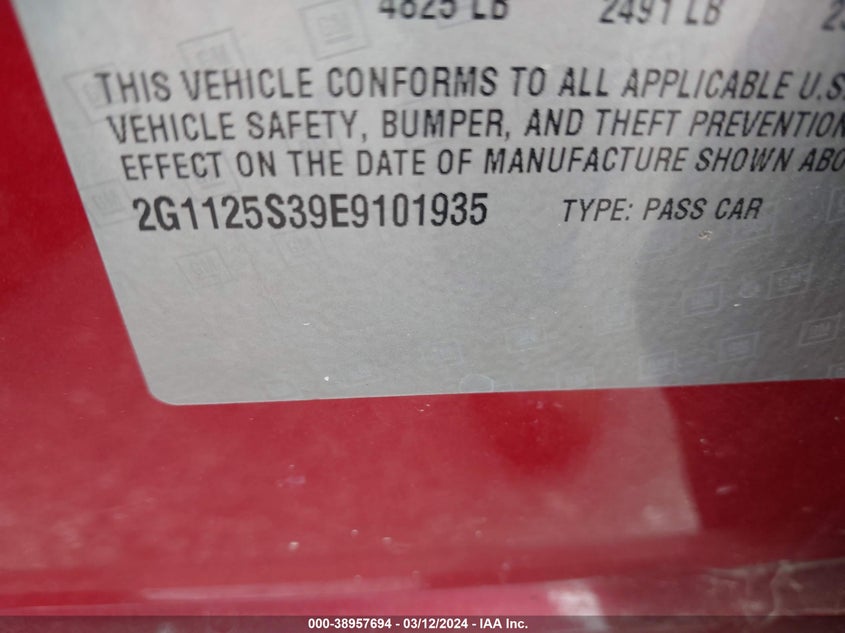 4825 LB 2491 LB
THIS VEHICLE CONFORMS TO ALL APPLICABLE U.S.
VEHICLE SAFETY, BUMPER, AND THEFT PREVENTION
EFFECT ON THE DATE OF MANUFACTURE SHOWN ABO
2G1125S39E9101935 TYPE: PASS CAR
000-38957694 - 03/12/2024 - IAA Inc.